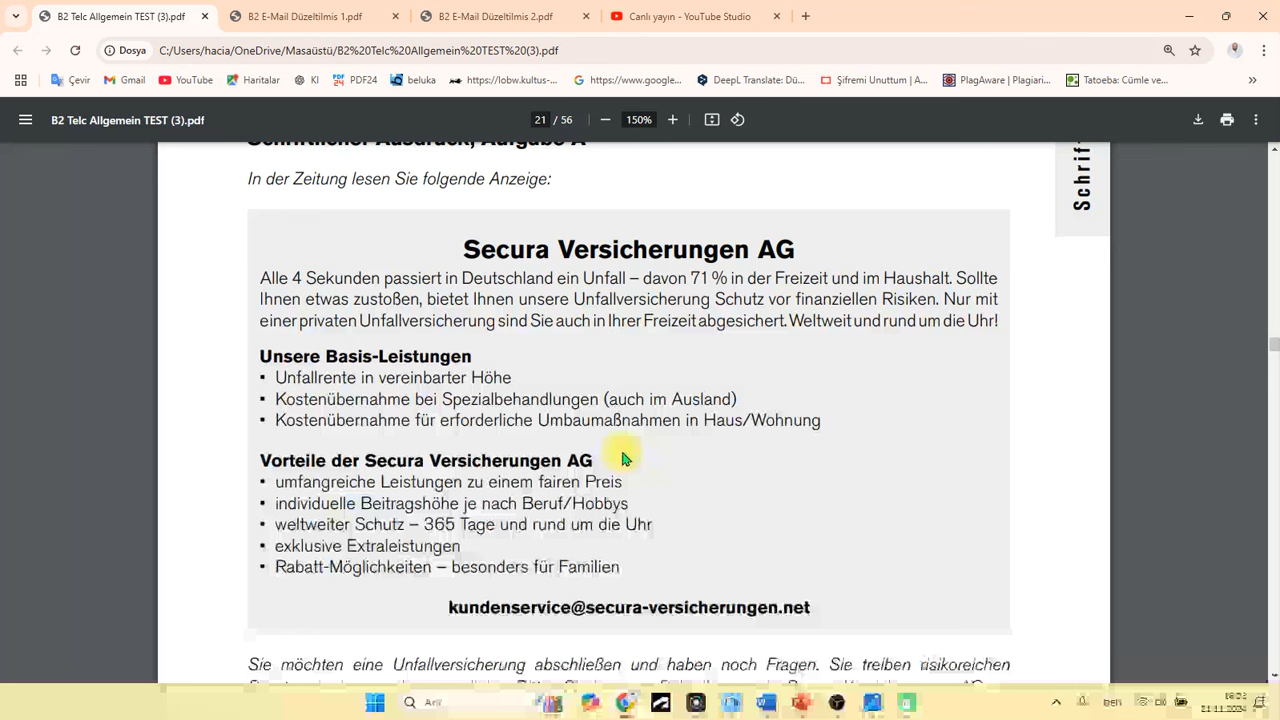 B2 Telc Allgemein TEST (3).pdf
B2 E-Mail Düzeltilmis 1.pdf
B2 E-Mail Düzeltilmis 2.pdf
Canlı yayın - YouTube Studio
Dosya
C:/Users/hacia/OneDrive/Masaüstü/B2%20Telc%20Allgemein%20TEST%20(3).pdf
Çevir
Gmail
YouTube
Haritalar
KI
PDF24
beluka
https://lobw.kultus-...
https://www.google...
DeepL Translate: Dü...
Şifremi Unuttum | A...
PlagAware | Plagiari...
Tatoeba: Cümle ve...
B2 Telc Allgemein TEST (3).pdf
21 / 56
150%
Schriftlicher Ausdruck, Aufgabe A
In der Zeitung lesen Sie folgende Anzeige:
Schrif
Secura Versicherungen AG
Alle 4 Sekunden passiert in Deutschland ein Unfall – davon 71 % in der Freizeit und im Haushalt. Sollte
Ihnen etwas zustoßen, bietet Ihnen unsere Unfallversicherung Schutz vor finanziellen Risiken. Nur mit
einer privaten Unfallversicherung sind Sie auch in Ihrer Freizeit abgesichert. Weltweit und rund um die Uhr!
Unsere Basis-Leistungen
• Unfallrente in vereinbarter Höhe
• Kostenübernahme bei Spezialbehandlungen (auch im Ausland)
• Kostenübernahme für erforderliche Umbaumaßnahmen in Haus/Wohnung
Vorteile der Secura Versicherungen AG
• umfangreiche Leistungen zu einem fairen Preis
• individuelle Beitragshöhe je nach Beruf/Hobbys
• weltweiter Schutz – 365 Tage und rund um die Uhr
• exklusive Extraleistungen
• Rabatt-Möglichkeiten – besonders für Familien
kundenservice@secura-versicherungen.net
Sie möchten eine Unfallversicherung abschließen und haben noch Fragen. Sie treiben risikoreichen
Ara
21.11.2024